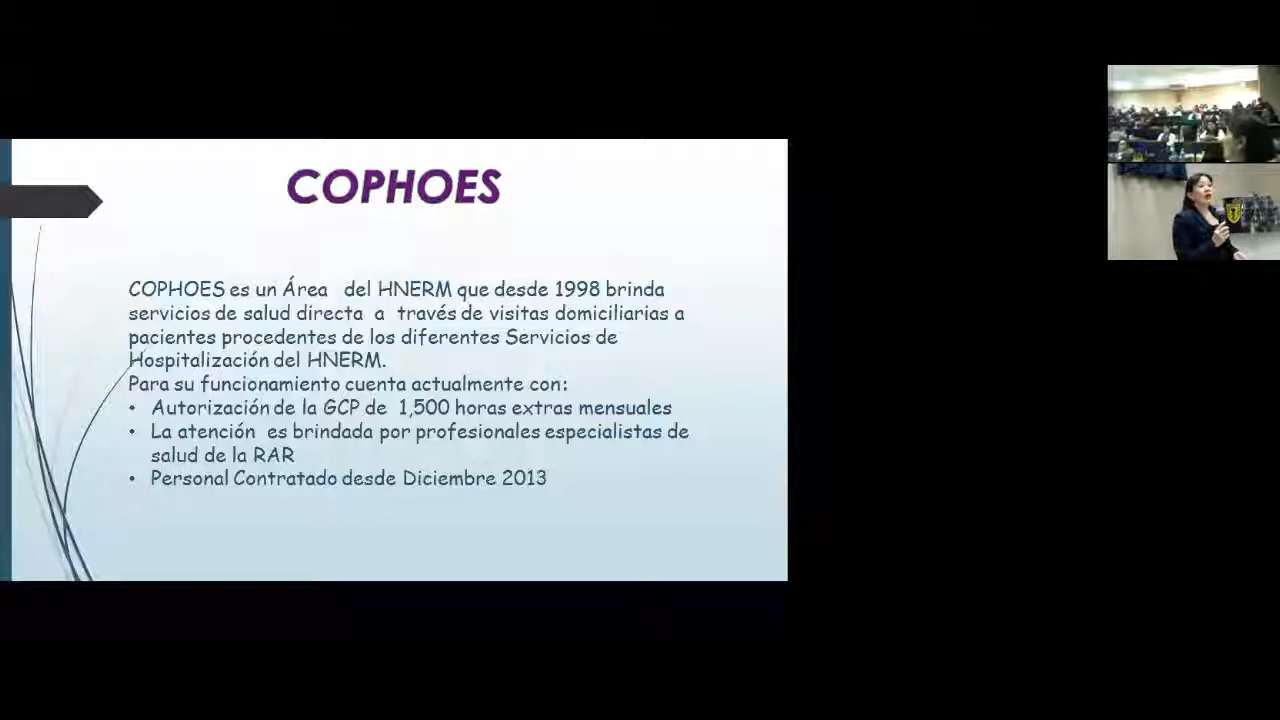 COPHOES
COPHOES es un Área del HNERM que desde 1998 brinda
servicios de salud directa a través de visitas domiciliarias a
pacientes procedentes de los diferentes Servicios de
Hospitalización del HNERM.
Para su funcionamiento cuenta actualmente con:
• Autorización de la GCP de 1,500 horas extras mensuales
• La atención es brindada por profesionales especialistas de
salud de la RAR
• Personal Contratado desde Diciembre 2013